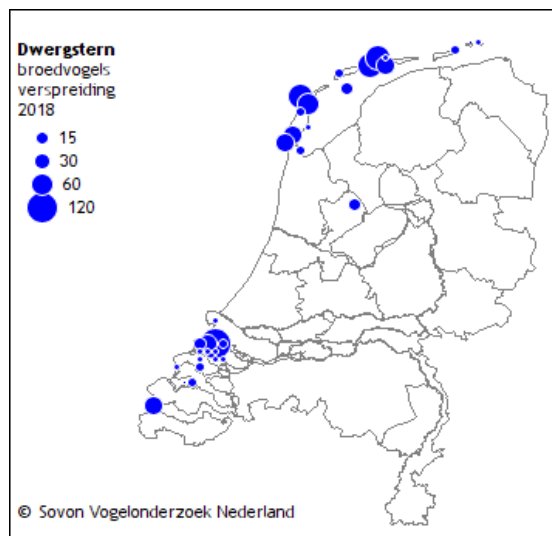 Dwergstern
broedvogels
verspreiding
2018
15
30
60
120
© Sovon Vogelonderzoek Nederland